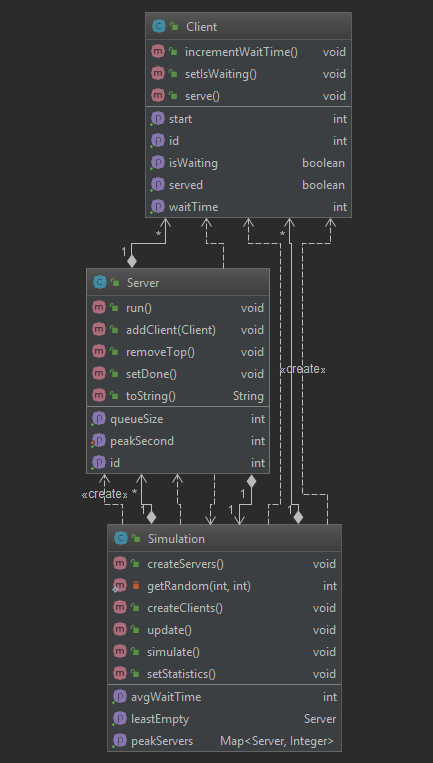 Client
incrementWaitTime() void
setIsWaiting() void
serve() void
start int
id int
isWaiting boolean
served boolean
waitTime int
* *
1
Server
run() void
addClient(Client) void
removeTop() void
setDone() void
toString() String
queueSize int
peakSecond int
id int
«create»
«create» * 1
1 1 1
Simulation
createServers() void
getRandom(int, int) int
createClients() void
update() void
simulate() void
setStatistics() void
avgWaitTime int
leastEmpty Server
peakServers Map<Server, Integer>